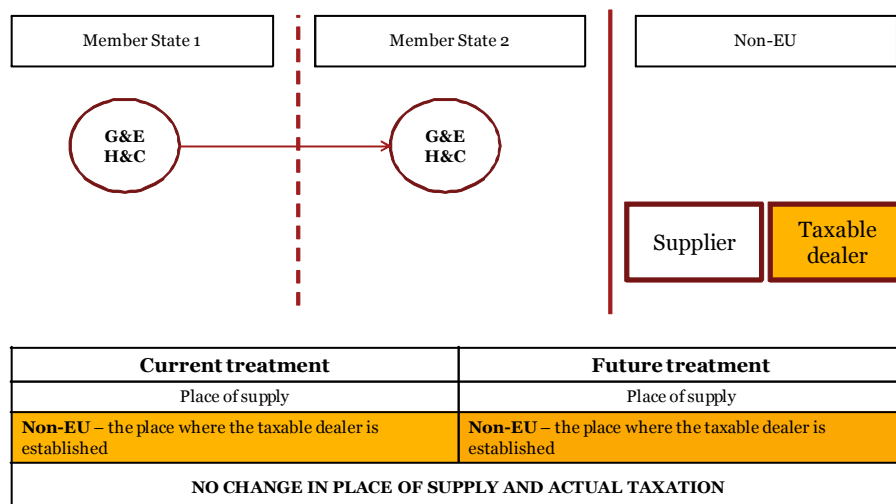 Member State 1
Member State 2
Non-EU
G&E
H&C
G&E
H&C
Supplier
Taxable
dealer
Current treatment
Future treatment
Place of supply
Place of supply
Non-EU – the place where the taxable dealer is
established
Non-EU – the place where the taxable dealer is
established
NO CHANGE IN PLACE OF SUPPLY AND ACTUAL TAXATION